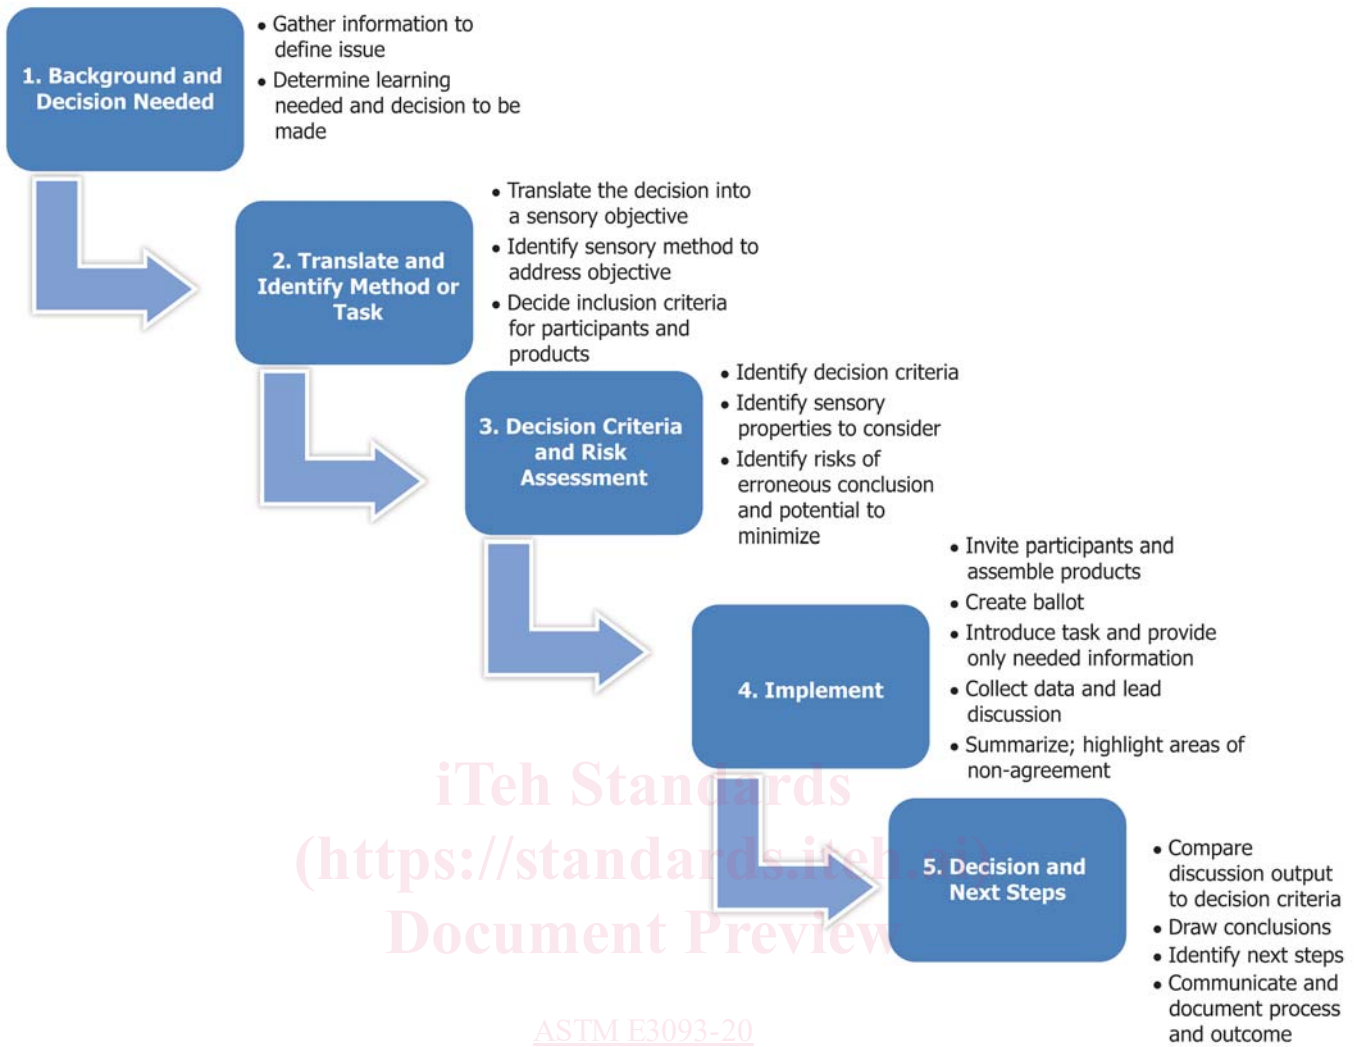 1. Background and
Decision Needed
• Gather information to
define issue
• Determine learning
needed and decision to be
made
2. Translate and
Identify Method or
Task
• Translate the decision into
a sensory objective
• Identify sensory method to
address objective
• Decide inclusion criteria
for participants and
products
3. Decision Criteria
and Risk
Assessment
• Identify decision criteria
• Identify sensory
properties to consider
• Identify risks of
erroneous conclusion
and potential to
minimize
4. Implement
• Invite participants and
assemble products
• Create ballot
• Introduce task and provide
only needed information
• Collect data and lead
discussion
• Summarize; highlight areas of
non-agreement
iTeh Standards
(https://standards.iteh.ai)
Document Preview
5. Decision and
Next Steps
• Compare
discussion output
to decision criteria
• Draw conclusions
• Identify next steps
• Communicate and
document process
and outcome
ASTM E3093-20